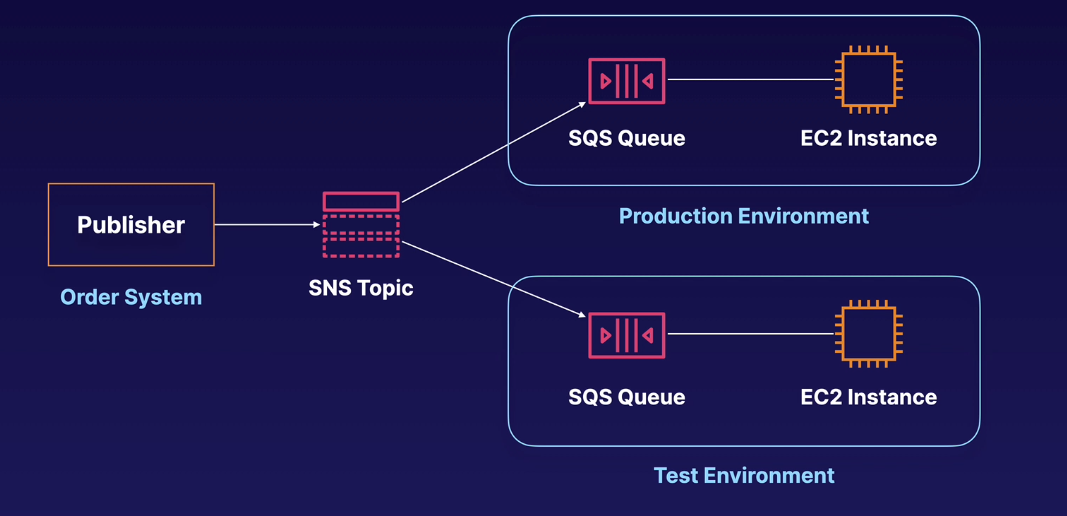 Publisher
Order System
SNS Topic
SQS Queue
EC2 Instance
Production Environment
SQS Queue
EC2 Instance
Test Environment